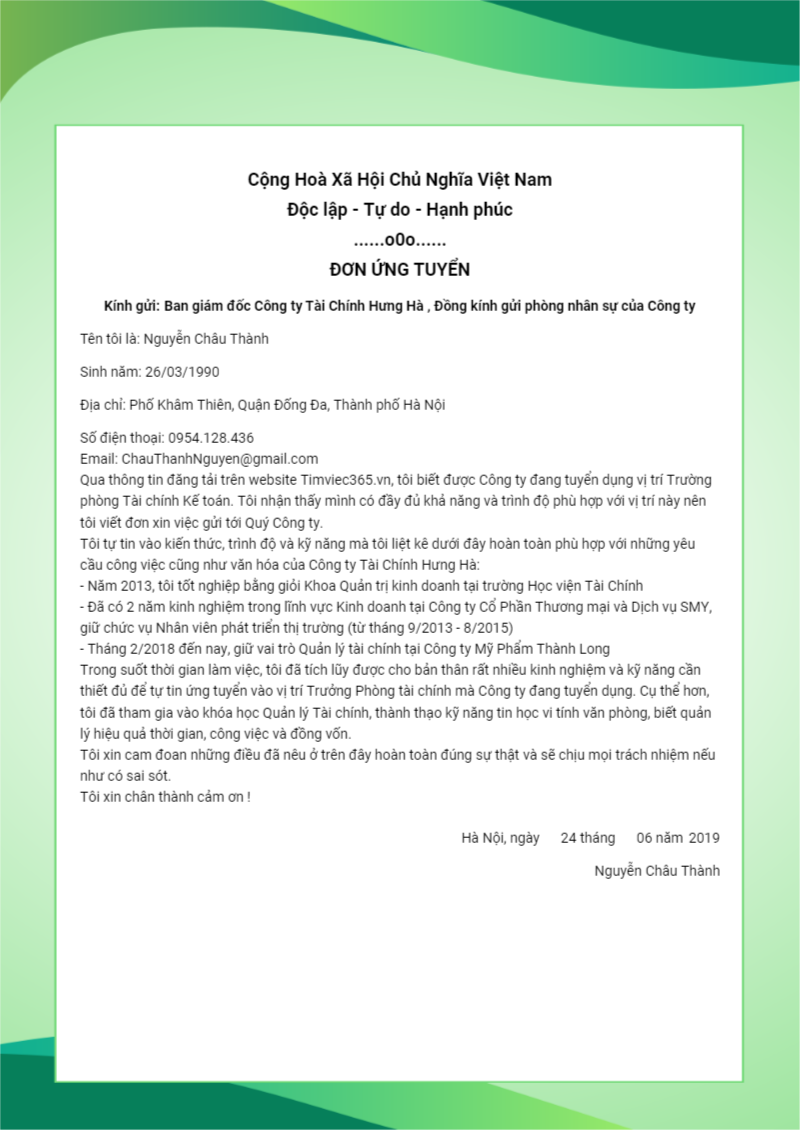 Cộng Hoà Xã Hội Chủ Nghĩa Việt Nam
Độc lập - Tự do - Hạnh phúc
......o0o......
ĐƠN ỨNG TUYỂN
Kính gửi: Ban giám đốc Công ty Tài Chính Hưng Hà , Đồng kính gửi phòng nhân sự của Công ty
Tên tôi là: Nguyễn Châu Thành
Sinh năm: 26/03/1990
Địa chỉ: Phố Khâm Thiên, Quận Đống Đa, Thành phố Hà Nội
Số điện thoại: 0954.128.436
Email: ChauThanhNguyen@gmail.com
Qua thông tin đăng tải trên website Timviec365.vn, tôi biết được Công ty đang tuyển dụng vị trí Trường
phòng Tài chính Kế toán. Tôi nhận thấy mình có đầy đủ khả năng và trình độ phù hợp với vị trí này nên
tôi viết đơn xin việc gửi tới Quý Công ty.
Tôi tự tin vào kiến thức, trình độ và kỹ năng mà tôi liệt kê dưới đây hoàn toàn phù hợp với những yêu
cầu công việc cũng như văn hóa của Công ty Tài Chính Hưng Hà:
- Năm 2013, tôi tốt nghiệp bằng giỏi Khoa Quản trị kinh doanh tại trường Học viện Tài Chính
- Đã có 2 năm kinh nghiệm trong lĩnh vực Kinh doanh tại Công ty Cổ Phần Thương mại và Dịch vụ SMY,
giữ chức vụ Nhân viên phát triển thị trường (từ tháng 9/2013 - 8/2015)
- Tháng 2/2018 đến nay, giữ vai trò Quản lý tài chính tại Công ty Mỹ Phẩm Thành Long
Trong suốt thời gian làm việc, tôi đã tích lũy được cho bản thân rất nhiều kinh nghiệm và kỹ năng cần
thiết đủ để tự tin ứng tuyển vào vị trí Trưởng Phòng tài chính mà Công ty đang tuyển dụng. Cụ thể hơn,
tôi đã tham gia vào khóa học Quản lý Tài chính, thành thạo kỹ năng tin học vi tính văn phòng, biết quản
lý hiệu quả thời gian, công việc và đồng vốn.
Tôi xin cam đoan những điều đã nêu ở trên đây hoàn toàn đúng sự thật và sẽ chịu mọi trách nhiệm nếu
như có sai sót.
Tôi xin chân thành cảm ơn !
Hà Nội, ngày 24 tháng 06 năm 2019
Nguyễn Châu Thành